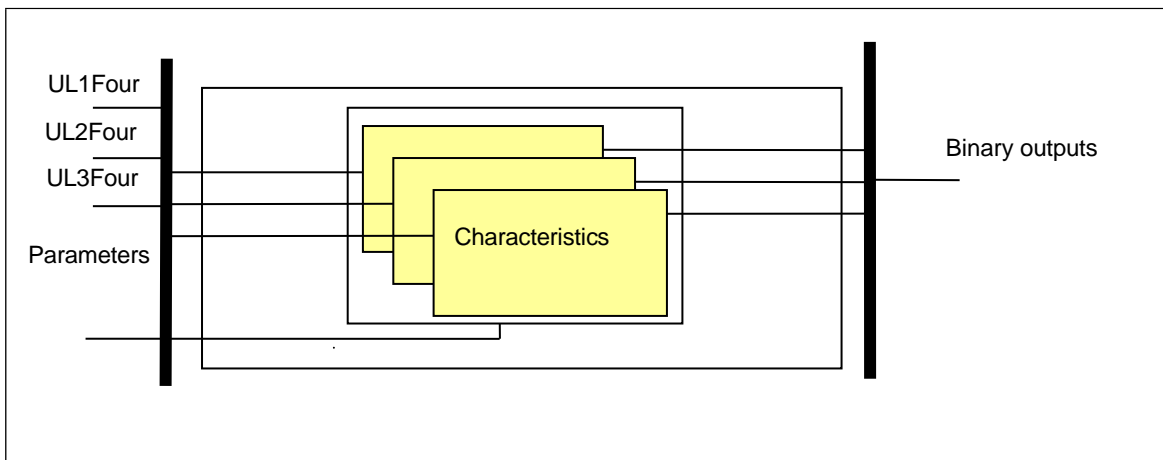 UL1Four
UL2Four
UL3Four
Parameters
Characteristics
Binary outputs